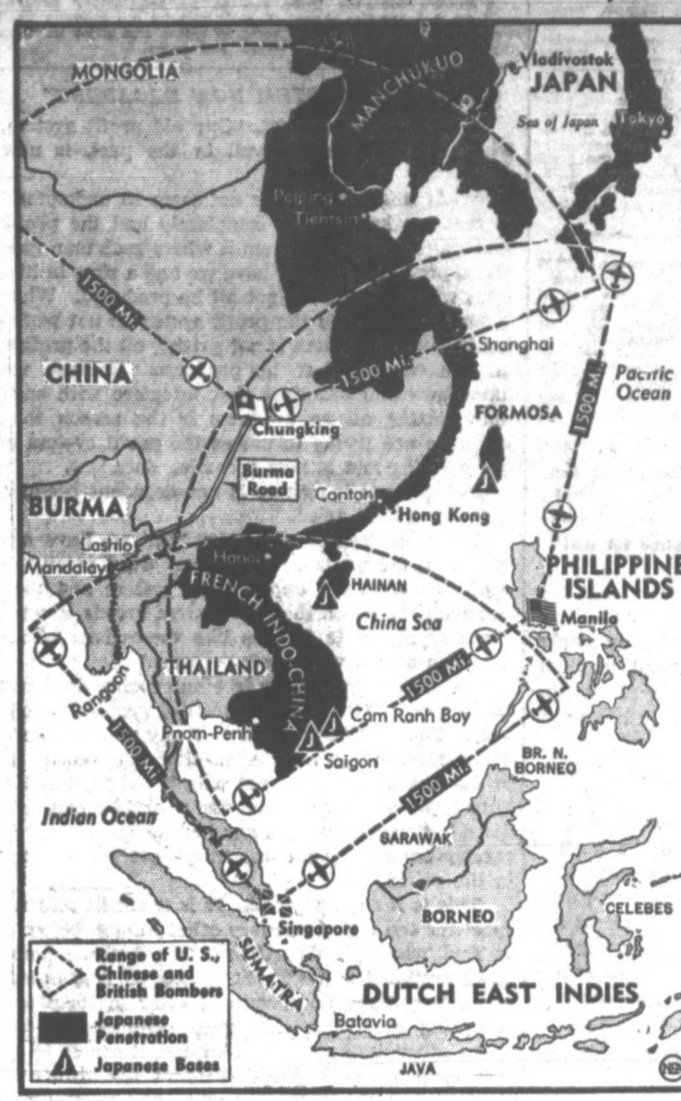 MONGOLIA
MANCHUKUO
Vladivostok
JAPAN
Sea of Japan
Tokyo
Peiping
Tientsin
1500 Mi.
Shanghai
1500 Mi.
CHINA
Pacific
Ocean
1500 Mi.
FORMOSA
Chungking
Burma
Road
J
Canton
Hong Kong
BURMA
Lashio
Mandalay
Hanoi
HAINAN
J
FRENCH INDO-CHINA
China Sea
PHILIPPINE
ISLANDS
Manila
THAILAND
Rangoon
1500 Mi.
Pnom-Penh
Cam Ranh Bay
J
J
Saigon
1500 Mi.
1500 Mi.
BR. N.
BORNEO
Indian Ocean
SARAWAK
BORNEO
CELEBES
Singapore
SUMATRA
DUTCH EAST INDIES
Batavia
JAVA
Range of U. S.,
Chinese and
British Bombers
Japanese
Penetration
J
Japanese Bases
NEA